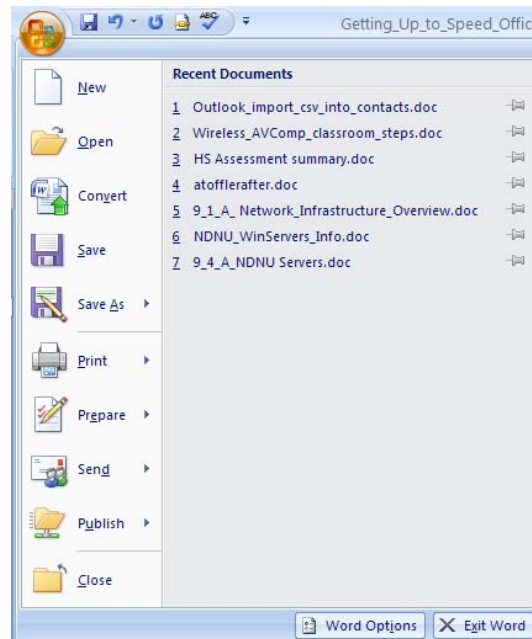 ABC
Getting_Up_to_Speed_Offic
Recent Documents
New
Open
Convert
Save
Save As
Print
Prepare
Send
Publish
Close
1 Outlook_import_csv_into_contacts.doc
2 Wireless_AVComp_classroom_steps.doc
3 HS Assessment summary.doc
4 atofflerafter.doc
5 9_1_A_ Network_Infrastructure_Overview.doc
6 NDNU_WinServers_Info.doc
7 9_4_A_NDNU Servers.doc
Word Options
Exit Word